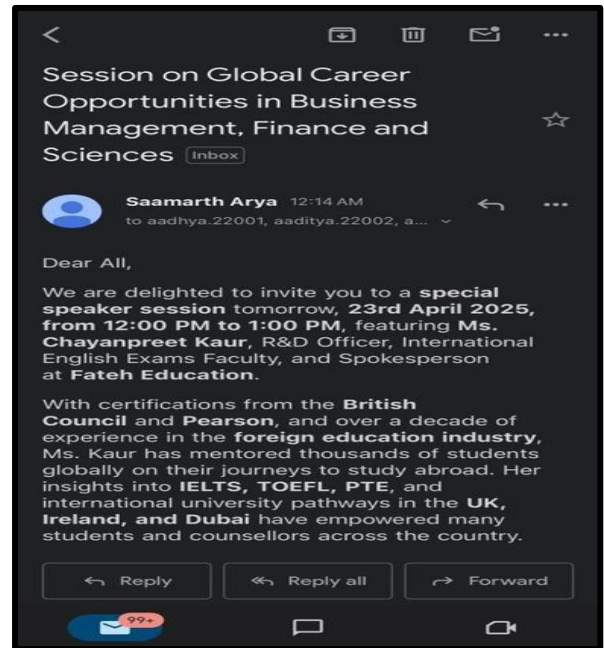 Session on Global Career
Opportunities in Business
Management, Finance and
Sciences Inbox
Saamarth Arya 12:14 AM
to aadhya.22001, aaditya.22002, a...
Dear All,
We are delighted to invite you to a special
speaker session tomorrow, 23rd April 2025,
from 12:00 PM to 1:00 PM, featuring Ms.
Chayanpreet Kaur, R&D Officer, International
English Exams Faculty, and Spokesperson
at Fateh Education.
With certifications from the British
Council and Pearson, and over a decade of
experience in the foreign education industry,
Ms. Kaur has mentored thousands of students
globally on their journeys to study abroad. Her
insights into IELTS, TOEFL, PTE, and
international university pathways in the UK,
Ireland, and Dubai have empowered many
students and counsellors across the country.
Reply Reply all Forward
99+